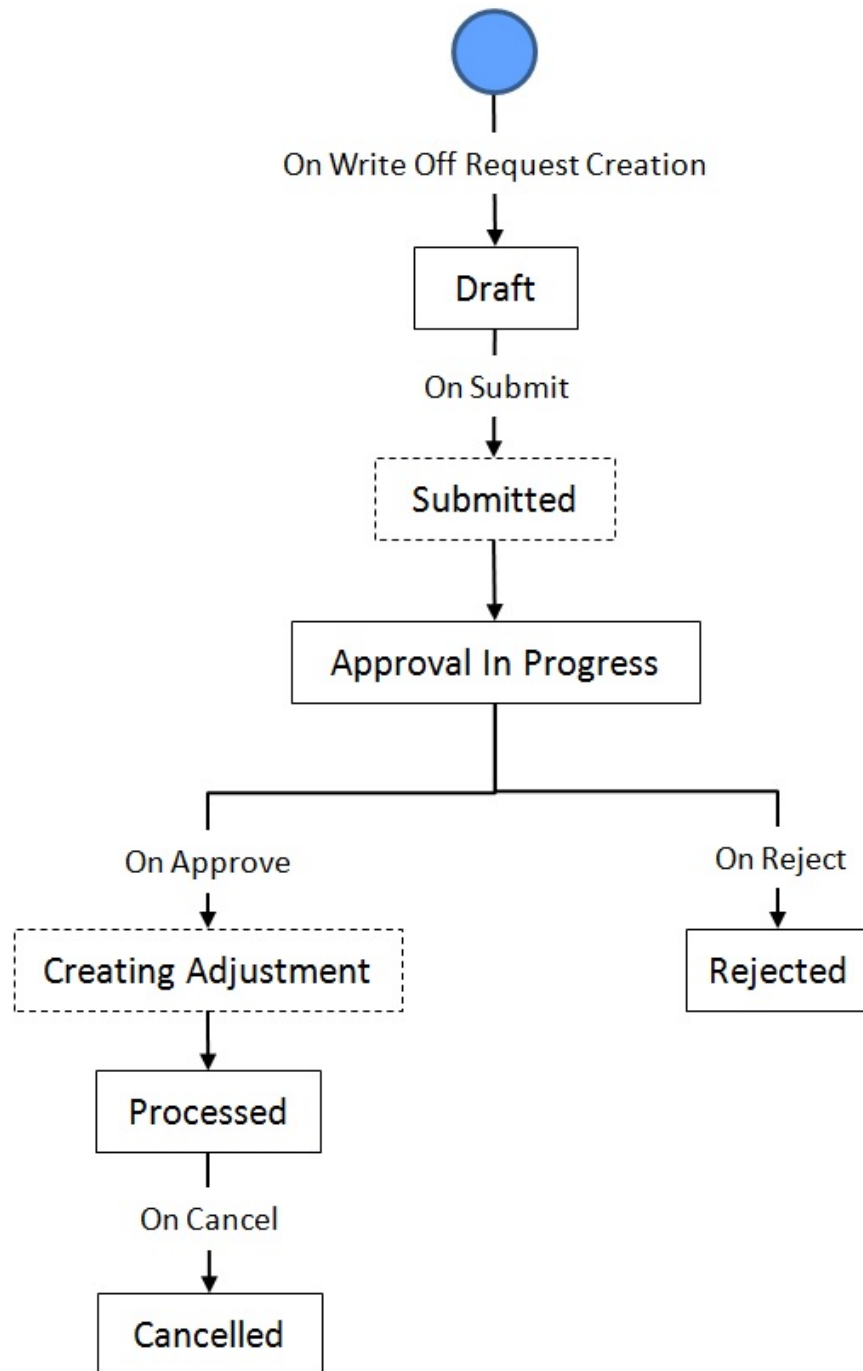 On Write Off Request Creation
Draft
On Submit
Submitted
Approval In Progress
On Approve
On Reject
Creating Adjustment
Rejected
Processed
On Cancel
Cancelled